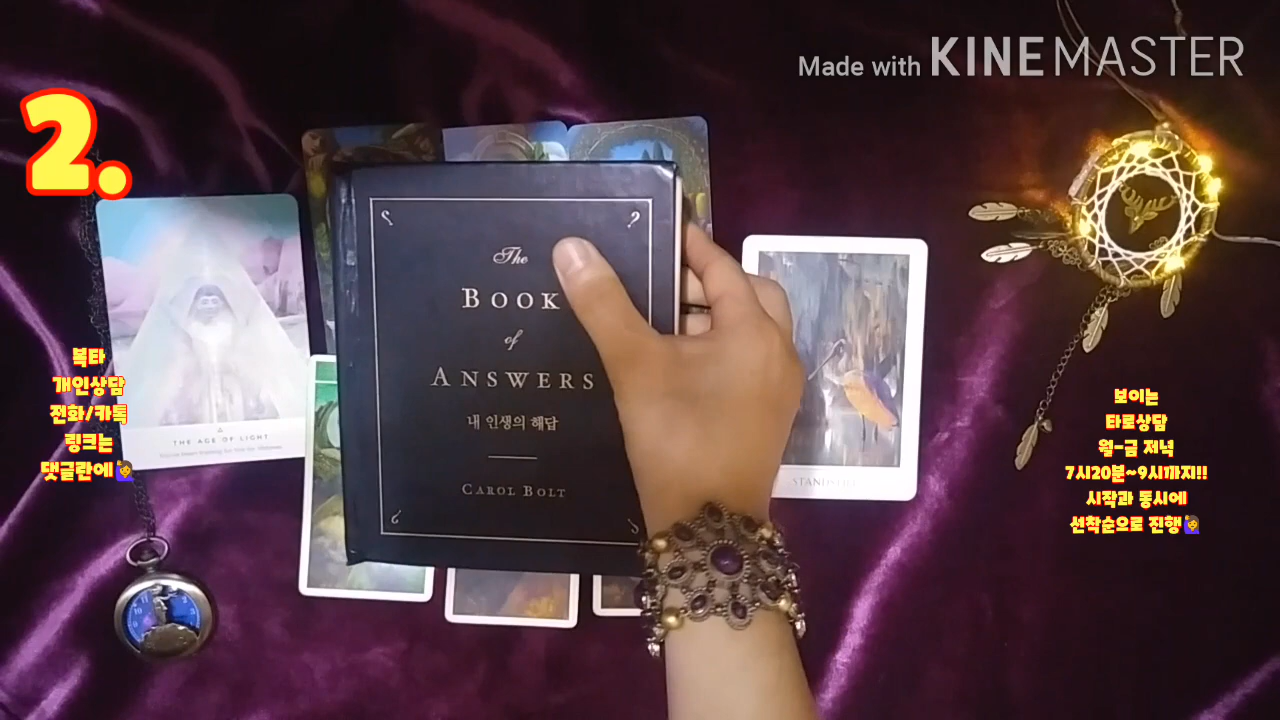 Made with KINEMASTER
2.
The
BOOK
of
ANSWERS
내 인생의 해답
CAROL BOLT
THE AGE OF LIGHT
복타
개인상담
전화/카톡
링크는
댓글란에🙋‍♀️
보이는
타로상담
월-금 저녁
7시20분~9시까지!!
시작과 동시에
선착순으로 진행🙋‍♀️